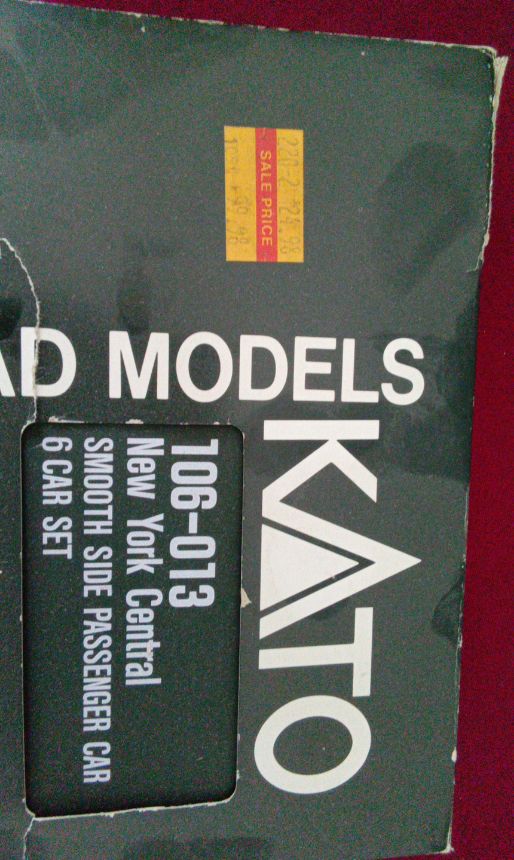 SALE PRICE
AD MODELS
KATO
106-013
New York Central
SMOOTH SIDE PASSENGER CAR
6 CAR SET